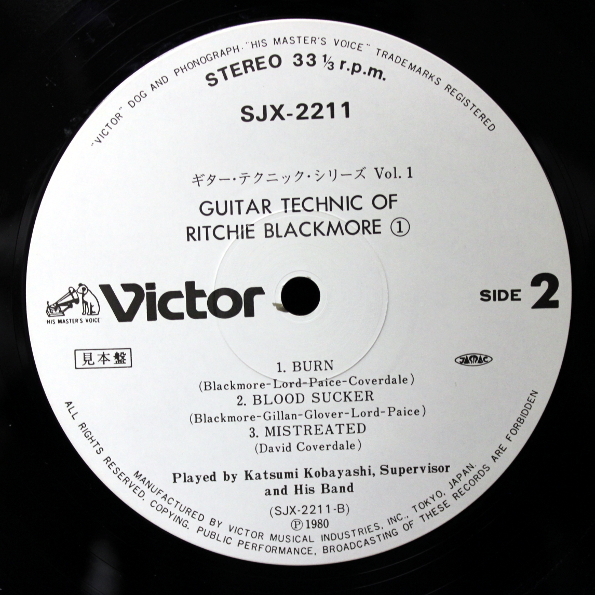 "VICTOR" DOG AND PHONOGRAPH·"HIS MASTER'S VOICE" TRADEMARKS REGISTERED
STEREO 33 1/3 r.p.m.
SJX-2211
ギター・テクニック・シリーズ Vol. 1
GUITAR TECHNIC OF
RITCHIE BLACKMORE ①
HIS MASTER'S VOICE
Victor
SIDE 2
見本盤
JASRAC
1. BURN
(Blackmore-Lord-Paice-Coverdale)
2. BLOOD SUCKER
(Blackmore-Gillan-Glover-Lord-Paice)
3. MISTREATED
(David Coverdale)
Played by Katsumi Kobayashi, Supervisor
and His Band
(SJX-2211-B)
Ⓟ1980
MANUFACTURED BY VICTOR MUSICAL INDUSTRIES, INC., TOKYO, JAPAN.
ALL RIGHTS RESERVED. COPYING. PUBLIC PERFORMANCE, BROADCASTING OF THESE RECORDS ARE FORBIDDEN